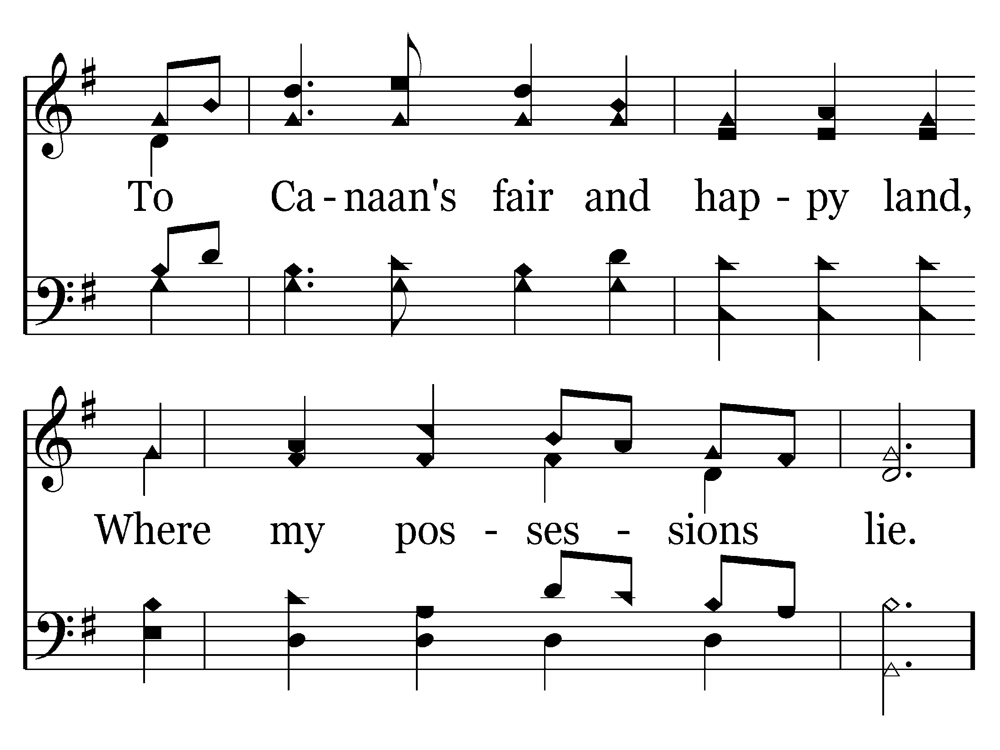 To Ca - naan's fair and hap - py land,
Where my pos - ses - sions lie.